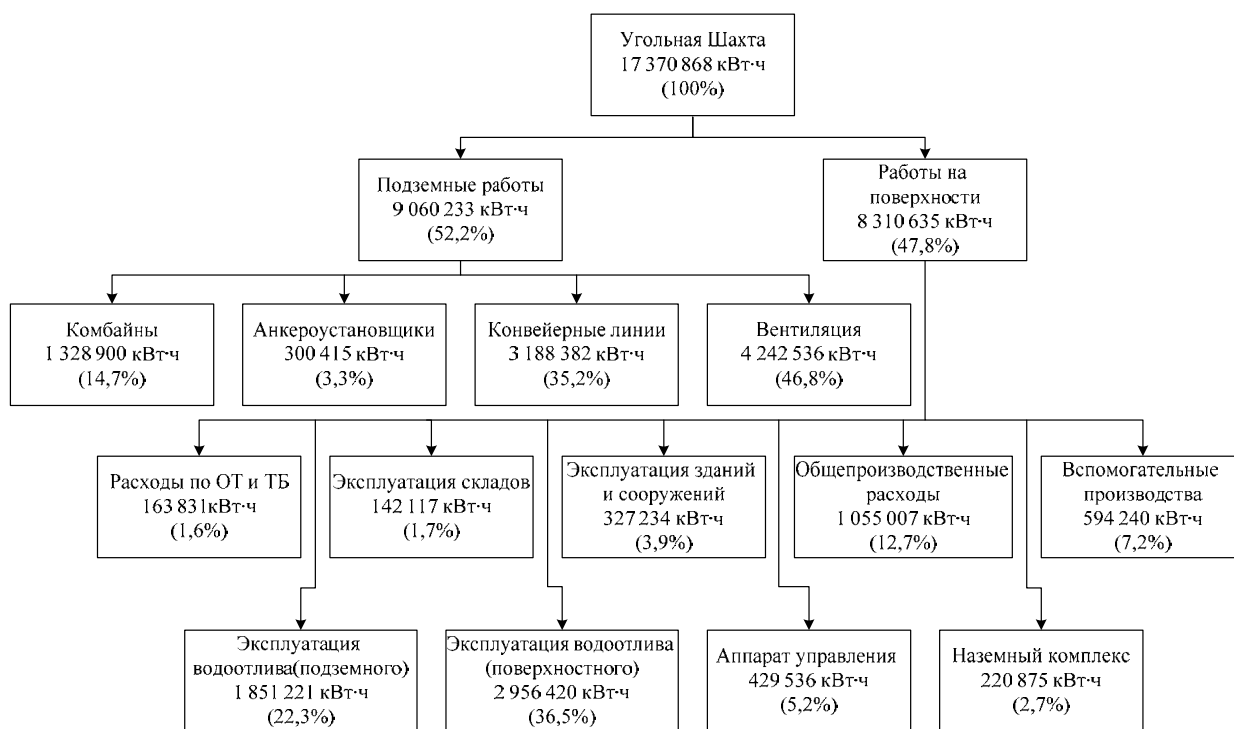 Угольная Шахта
17 370 868 кВт·ч
(100%)
Подземные работы
9 060 233 кВт·ч
(52,2%)
Работы на
поверхности
8 310 635 кВт·ч
(47,8%)
Комбайны
1 328 900 кВт·ч
(14,7%)
Анкероустановщики
300 415 кВт·ч
(3,3%)
Конвейерные линии
3 188 382 кВт·ч
(35,2%)
Вентиляция
4 242 536 кВт·ч
(46,8%)
Расходы по ОТ и ТБ
163 831кВт·ч
(1,6%)
Эксплуатация складов
142 117 кВт·ч
(1,7%)
Эксплуатация зданий
и сооружений
327 234 кВт·ч
(3,9%)
Общепроизводственные
расходы
1 055 007 кВт·ч
(12,7%)
Вспомогательные
производства
594 240 кВт·ч
(7,2%)
Эксплуатация
водоотлива(подземного)
1 851 221 кВт·ч
(22,3%)
Эксплуатация водоотлива
(поверхностного)
2 956 420 кВт·ч
(36,5%)
Аппарат управления
429 536 кВт·ч
(5,2%)
Наземный комплекс
220 875 кВт·ч
(2,7%)